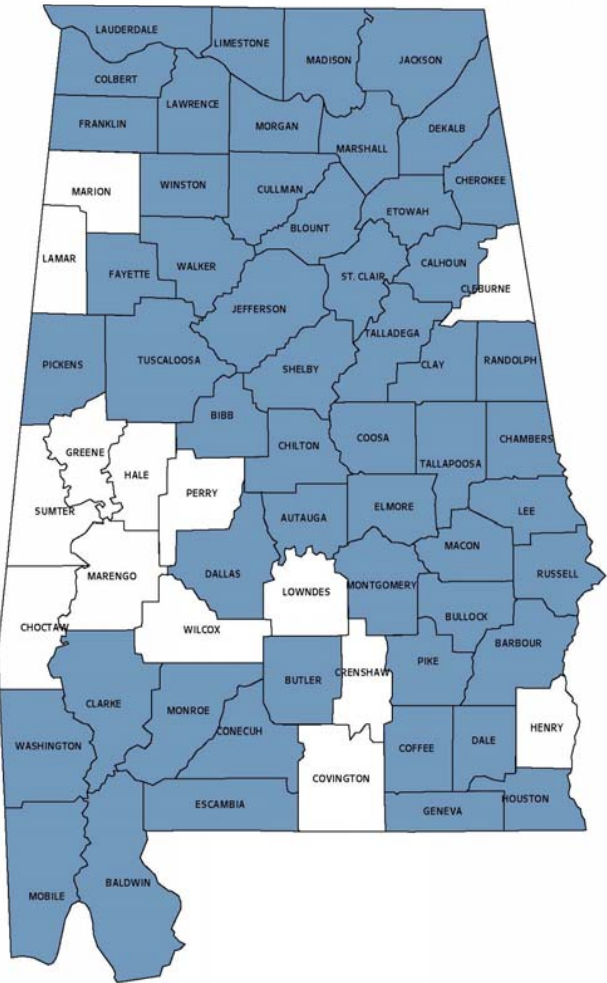 LAUDERDALE
LIMESTONE
MADISON
JACKSON
COLBERT
LAWRENCE
FRANKLIN
MORGAN
DEKALB
MARSHALL
MARION
WINSTON
CULLMAN
CHEROKEE
ETOWAH
BLOUNT
LAMAR
FAYETTE
WALKER
ST. CLAIR
CALHOUN
CLEBURNE
JEFFERSON
TALLADEGA
PICKENS
TUSCALOOSA
SHELBY
CLAY
RANDOLPH
BIBB
GREENE
HALE
CHILTON
COOSA
TALLAPOOSA
CHAMBERS
PERRY
SUMTER
AUTAUGA
ELMORE
LEE
MACON
MARENGO
DALLAS
LOWNDES
MONTGOMERY
RUSSELL
CHOCTAW
WILCOX
BULLOCK
BARBOUR
CLARKE
MONROE
BUTLER
CRENSHAW
PIKE
WASHINGTON
CONECUH
COFFEE
DALE
HENRY
COVINGTON
ESCAMBIA
GENEVA
HOUSTON
MOBILE
BALDWIN